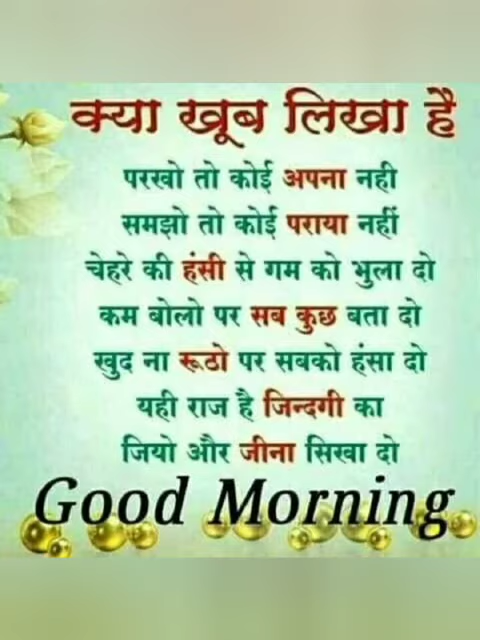 क्या खूब लिखा है
परखो तो कोई अपना नही
समझो तो कोई पराया नहीं
चेहरे की हंसी से गम को भुला दो
कम बोलो पर सब कुछ बता दो
खुद ना रूठो पर सबको हंसा दो
यही राज है जिन्दगी का
जियो और जीना सिखा दो
Good Morning